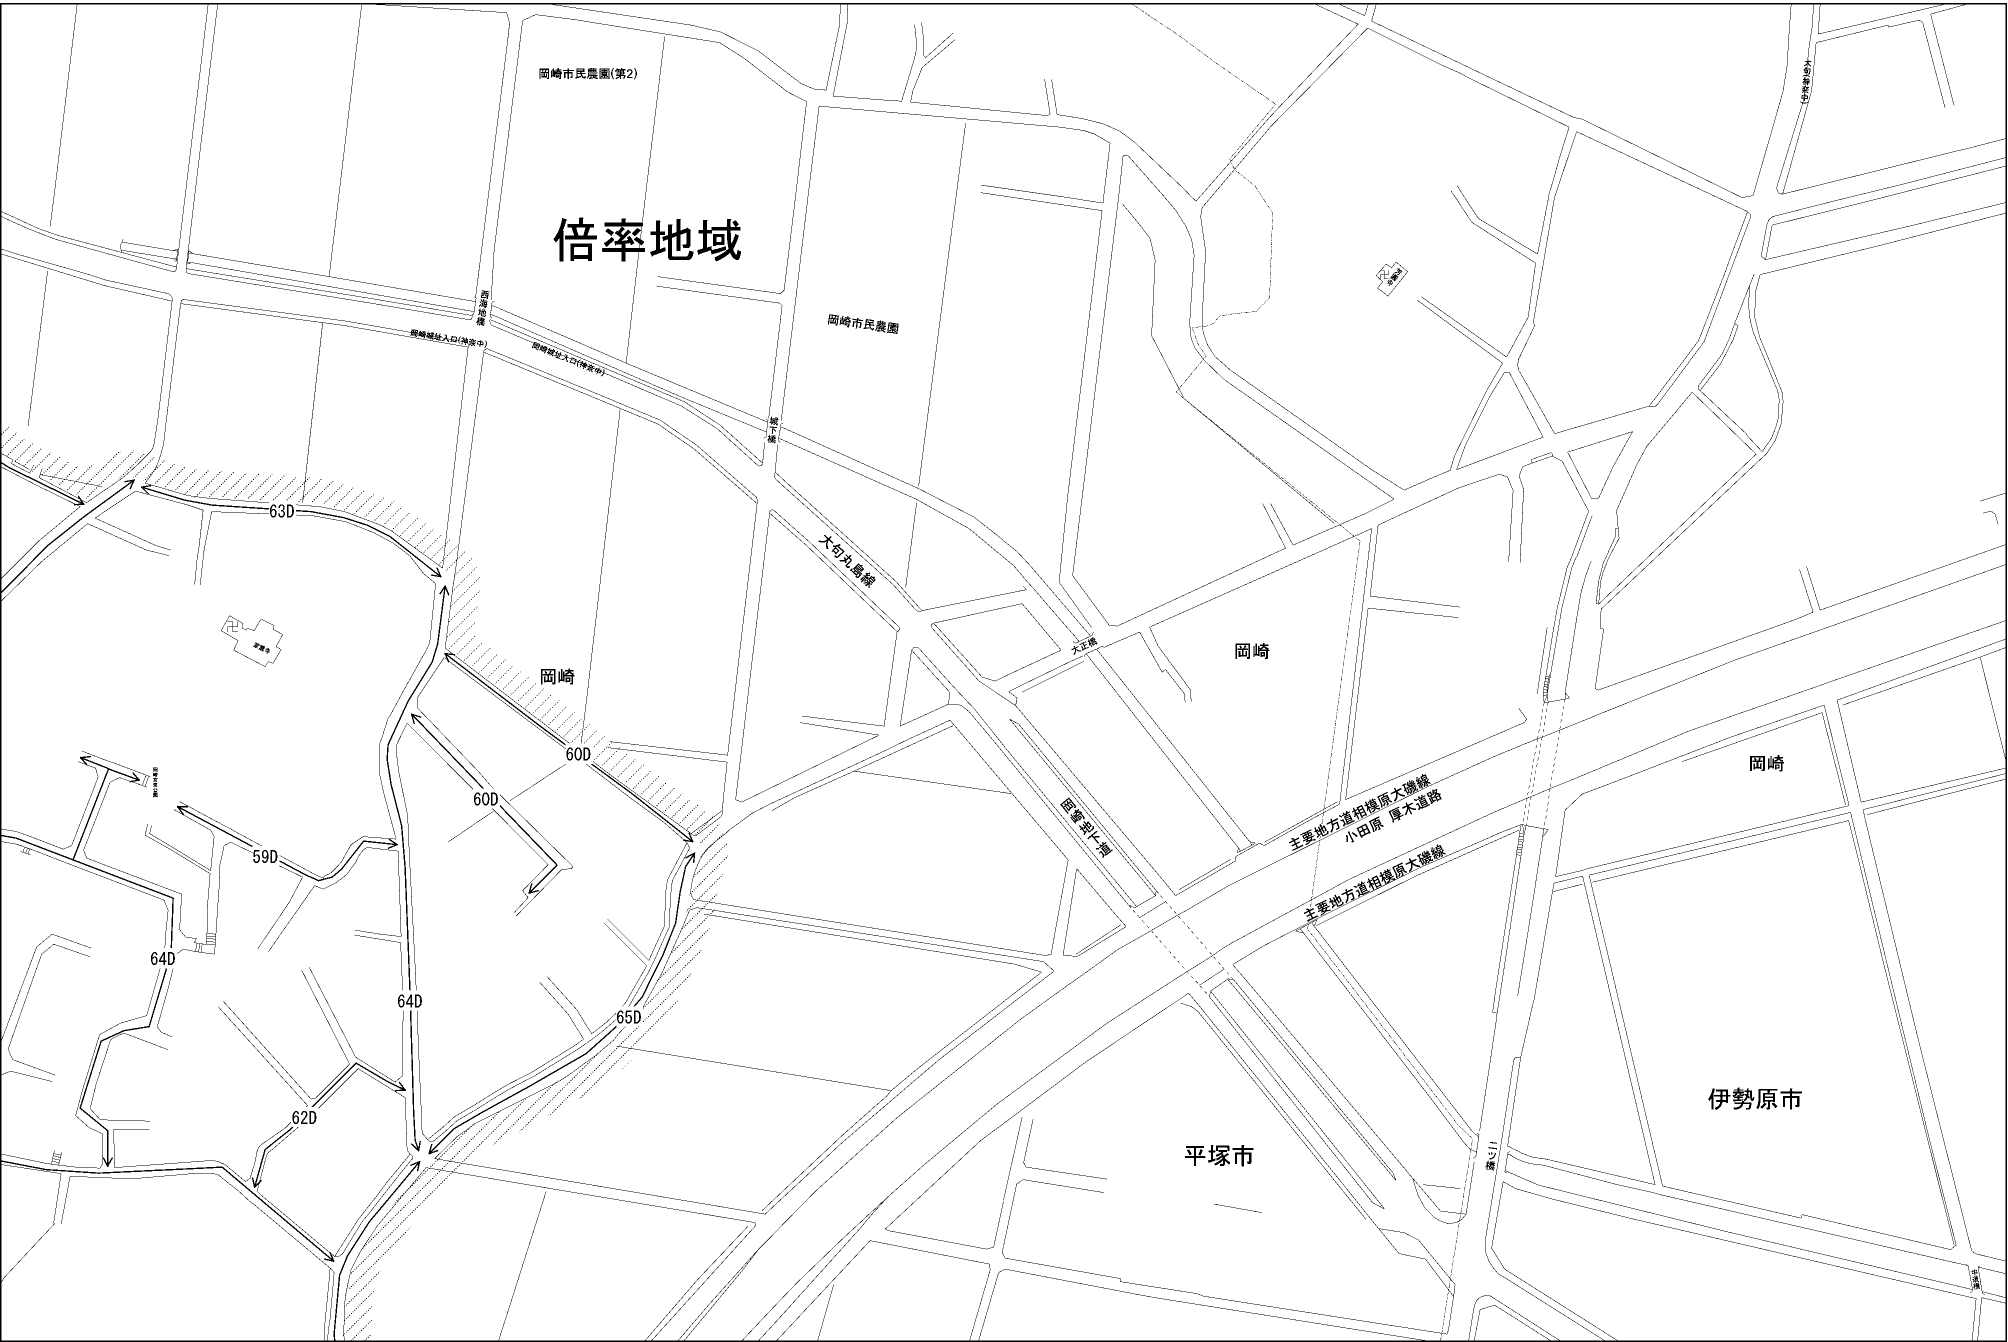 岡崎市民農園(第2)
大句(神奈中)
倍率地域
西海地橋
岡崎市民農園
岡崎城址入口(神奈中)
岡崎城址入口(神奈中)
城下橋
63D
大句丸島線
大正橋
岡崎
岡崎
60D
岡崎
60D
岡崎地下道
主要地方道相模原大磯線
小田原 厚木道路
59D
主要地方道相模原大磯線
64D
64D
65D
伊勢原市
62D
平塚市
二ツ橋